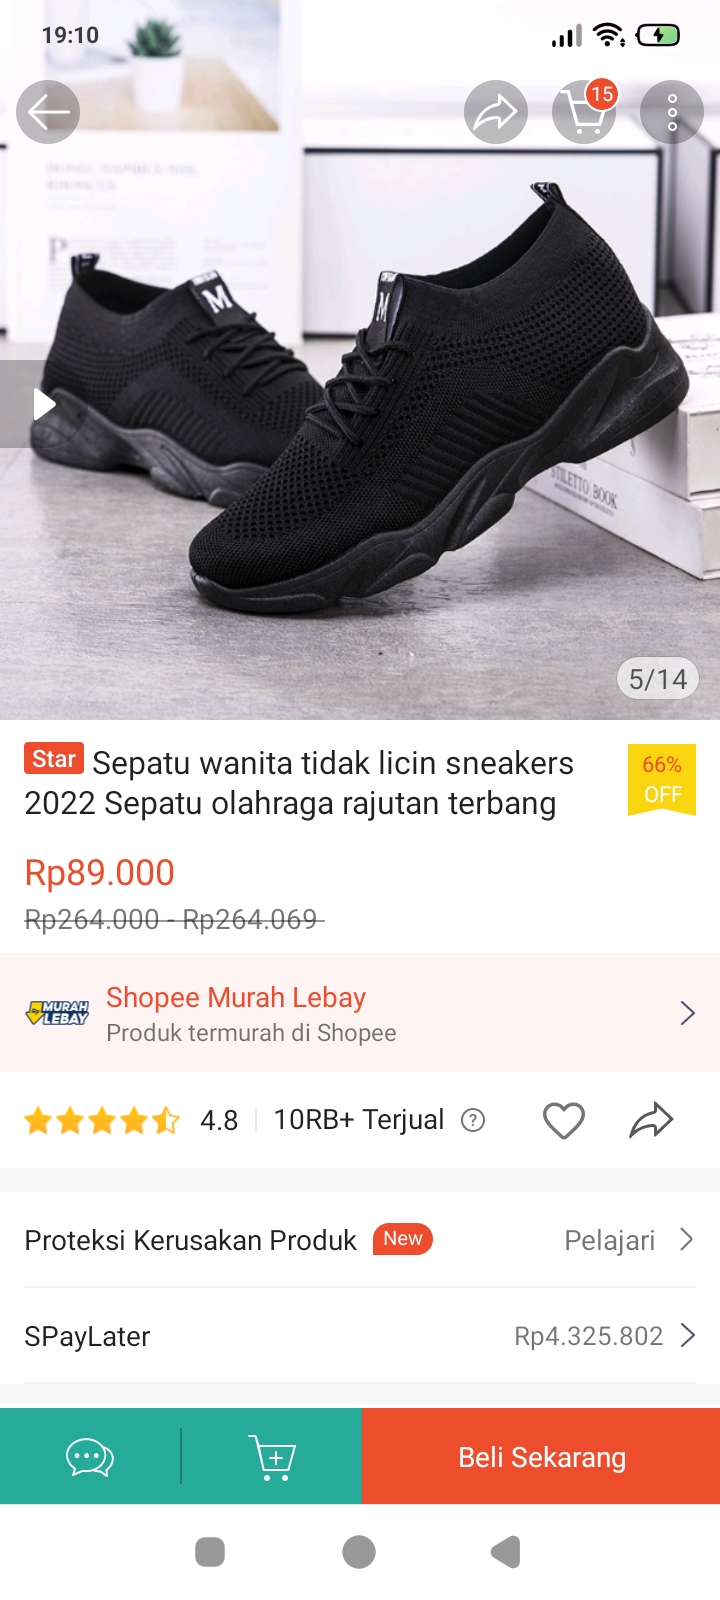 19:10
15
M
M
STILETTO BOOK
5/14
Star Sepatu wanita tidak licin sneakers
2022 Sepatu olahraga rajutan terbang
66%
OFF
Rp89.000
Rp264.000 - Rp264.069
MURAH
LEBAY
Shopee Murah Lebay
Produk termurah di Shopee
4.8
10RB+ Terjual
?
Proteksi Kerusakan Produk New
Pelajari
SPayLater
Rp4.325.802
Beli Sekarang